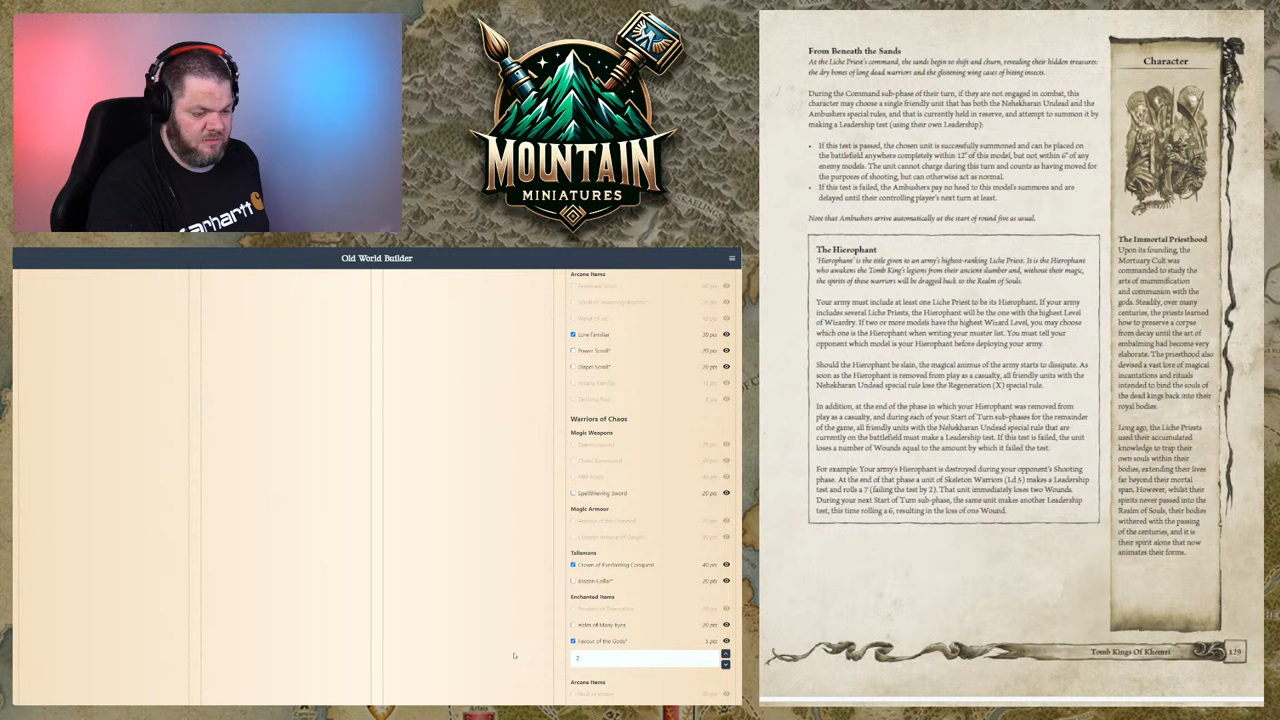 MOUNTAIN
MINIATURES
carhartt
Old World Builder
Arcane Items
Lore Familiar 30 pts
Power Scroll* 20 pts
Dispel Scroll* 20 pts
Arcane Familiar
Warriors of Chaos
Magic Weapons
Spellthieving Sword 20 pts
Magic Armour
Talismans
Crown of Everlasting Conquest 40 pts
Brazen Collar* 20 pts
Enchanted Items
Helm of Many Eyes 20 pts
Favour of the Gods* 5 pts
2
Arcane Items
From Beneath the Sands
At the Liche Priest's command, the sands begin to shift and churn, revealing their hidden treasures:
the dry bones of long dead warriors and the glistening wing cases of biting insects.
During the Command sub-phase of their turn, if they are not engaged in combat, this
character may choose a single friendly unit that has both the Nehekharan Undead and the
Ambushers special rules, and that is currently held in reserve, and attempt to summon it by
making a Leadership test (using their own Leadership):
• If this test is passed, the chosen unit is successfully summoned and can be placed on
the battlefield anywhere completely within 12" of this model, but not within 6" of any
enemy models. The unit cannot charge during this turn and counts as having moved for
the purposes of shooting, but can otherwise act as normal.
• If this test is failed, the Ambushers pay no heed to this model's summons and are
delayed until their controlling player's next turn at least.
Note that Ambushers arrive automatically at the start of round five as usual.
The Hierophant
'Hierophant' is the title given to an army's highest-ranking Liche Priest. It is the Hierophant
who awakens the Tomb King's legions from their ancient slumber and, without their magic,
the spirits of these warriors will be dragged back to the Realm of Souls.
Your army must include at least one Liche Priest to be its Hierophant. If your army
includes several Liche Priests, the Hierophant will be the one with the highest Level
of Wizardry. If two or more models have the highest Wizard Level, you may choose
which one is the Hierophant when writing your muster list. You must tell your
opponent which model is your Hierophant before deploying your army.
Should the Hierophant be slain, the magical animus of the army starts to dissipate. As
soon as the Hierophant is removed from play as a casualty, all friendly units with the
Nehekharan Undead special rule lose the Regeneration (X) special rule.
In addition, at the end of the phase in which your Hierophant was removed from
play as a casualty, and during each of your Start of Turn sub-phases for the remainder
of the game, all friendly units with the Nehekharan Undead special rule that are
currently on the battlefield must make a Leadership test. If this test is failed, the unit
loses a number of Wounds equal to the amount by which it failed the test.
For example: Your army's Hierophant is destroyed during your opponent's Shooting
phase. At the end of that phase a unit of Skeleton Warriors (Ld 5) makes a Leadership
test and rolls a 7 (failing the test by 2). That unit immediately loses two Wounds.
During your next Start of Turn sub-phase, the same unit makes another Leadership
test, this time rolling a 6, resulting in the loss of one Wound.
Character
The Immortal Priesthood
Upon its founding, the
Mortuary Cult was
commanded to study the
arts of mummification
and communion with the
gods. Steadily, over many
centuries, the priests learned
how to preserve a corpse
from decay until the art of
embalming had become very
elaborate. The priesthood also
devised a vast lore of magical
incantations and rituals
intended to bind the souls of
the dead kings back into their
royal bodies.
Long ago, the Liche Priests
used their accumulated
knowledge to trap their
own souls within their
bodies, extending their lives
far beyond their mortal
span. However, whilst their
spirits never passed into the
Realm of Souls, their bodies
withered with the passing
of the centuries, and it is
their spirit alone that now
animates their forms.
Tomb Kings Of Khemri 129